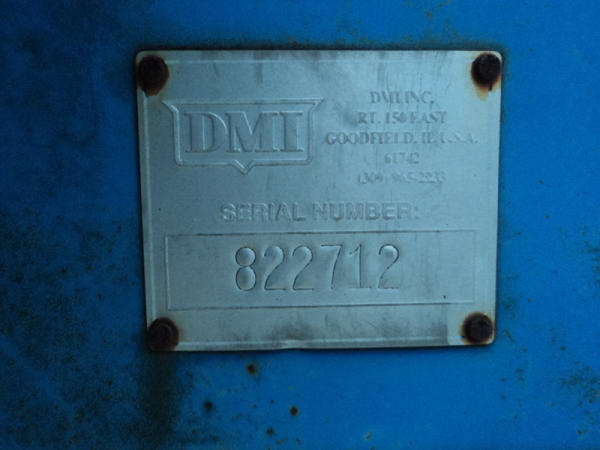 DMI
DMI INC.
RT. 150 EAST
GOODFIELD, IL U.S.A.
61742
(309) 965-2233
SERIAL NUMBER:
822712